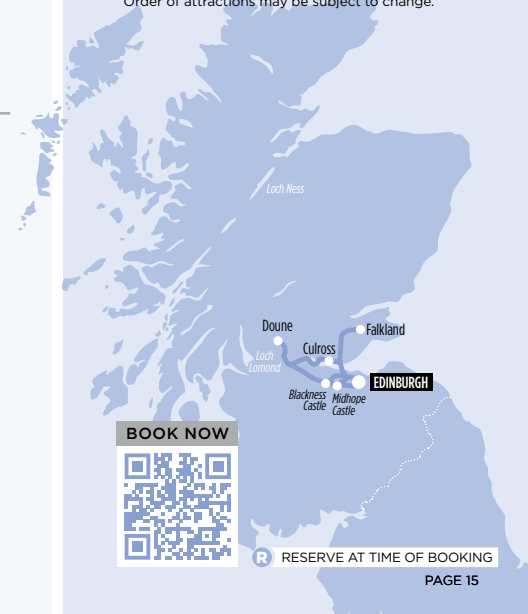 Order of attractions may be subject to change.
Loch Ness
Doune
Falkland
Culross
Loch
Lomond
EDINBURGH
Blackness
Castle
Midhope
Castle
BOOK NOW
R RESERVE AT TIME OF BOOKING
PAGE 15